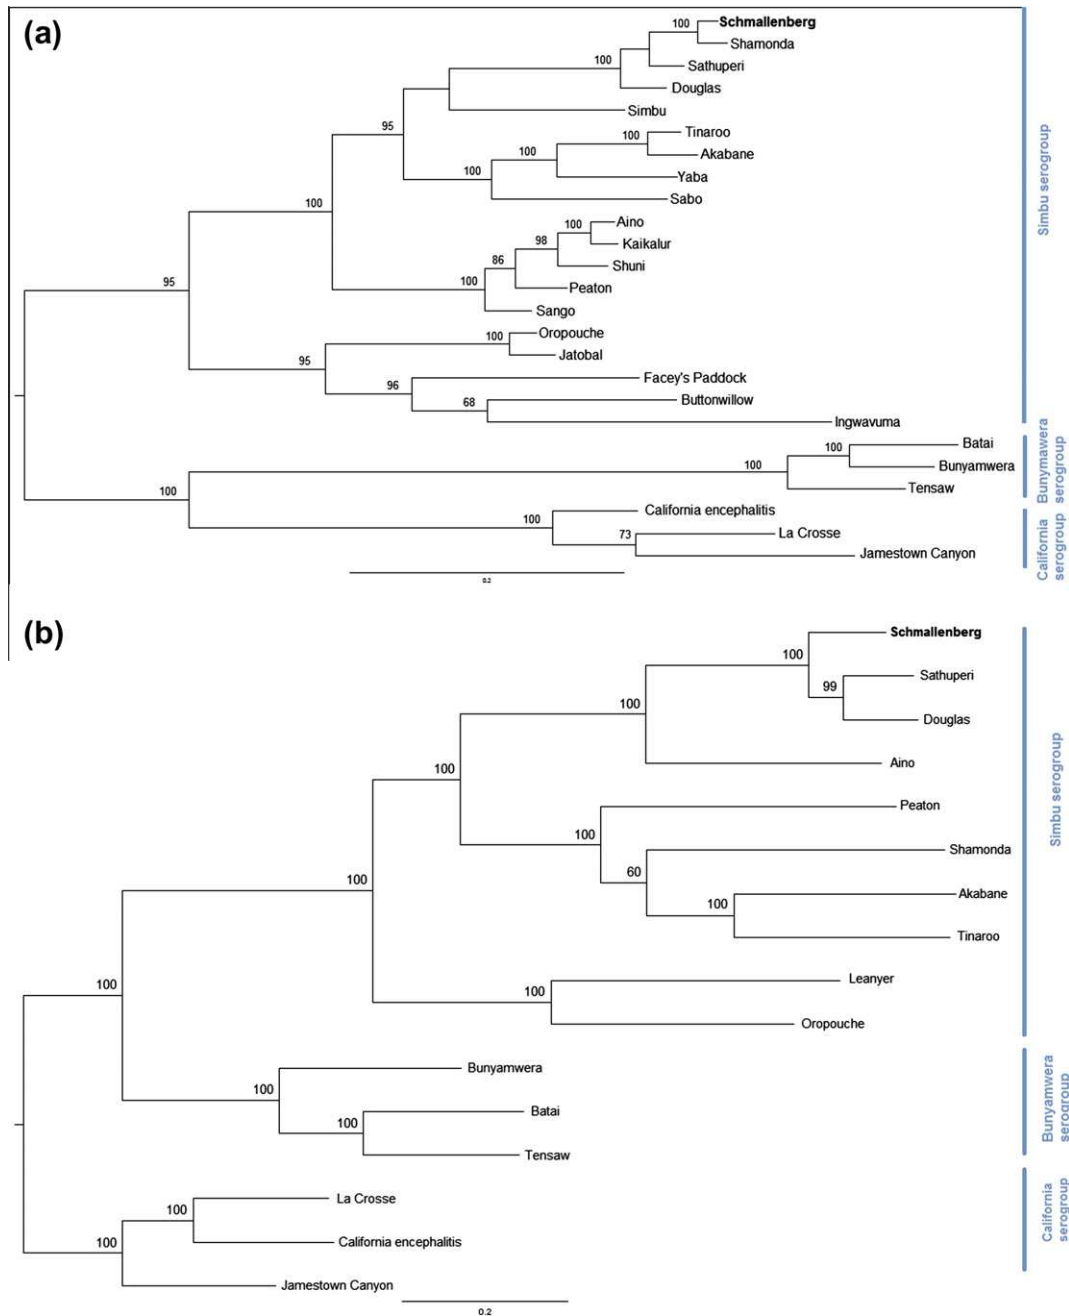 (a)
100
Schmallenberg
Shamonda
100
Sathuperi
Douglas
Simbu
95
100
Tinaroo
Akabane
100
Yaba
100
Sabo
100
100
Aino
Kaikalur
98
Shuni
86
Peaton
100
Sango
95
100
Oropouche
Jatobal
95
Facey's Paddock
96
Buttonwillow
68
Ingwavuma
100
Batai
Bunyamwera
100
Tensaw
100
California encephalitis
100
La Crosse
73
Jamestown Canyon
0.2
Simbu serogroup
Bunymawera
serogroup
California
serogroup
(b)
Schmallenberg
100
Sathuperi
99
Douglas
100
Aino
100
Peaton
100
Shamonda
60
Akabane
100
Tinaroo
100
Leanyer
100
Oropouche
100
Bunyamwera
100
Batai
100
Tensaw
La Crosse
100
California encephalitis
100
Jamestown Canyon
0.2
Simbu serogroup
Bunyamwera
serogroup
California
serogroup